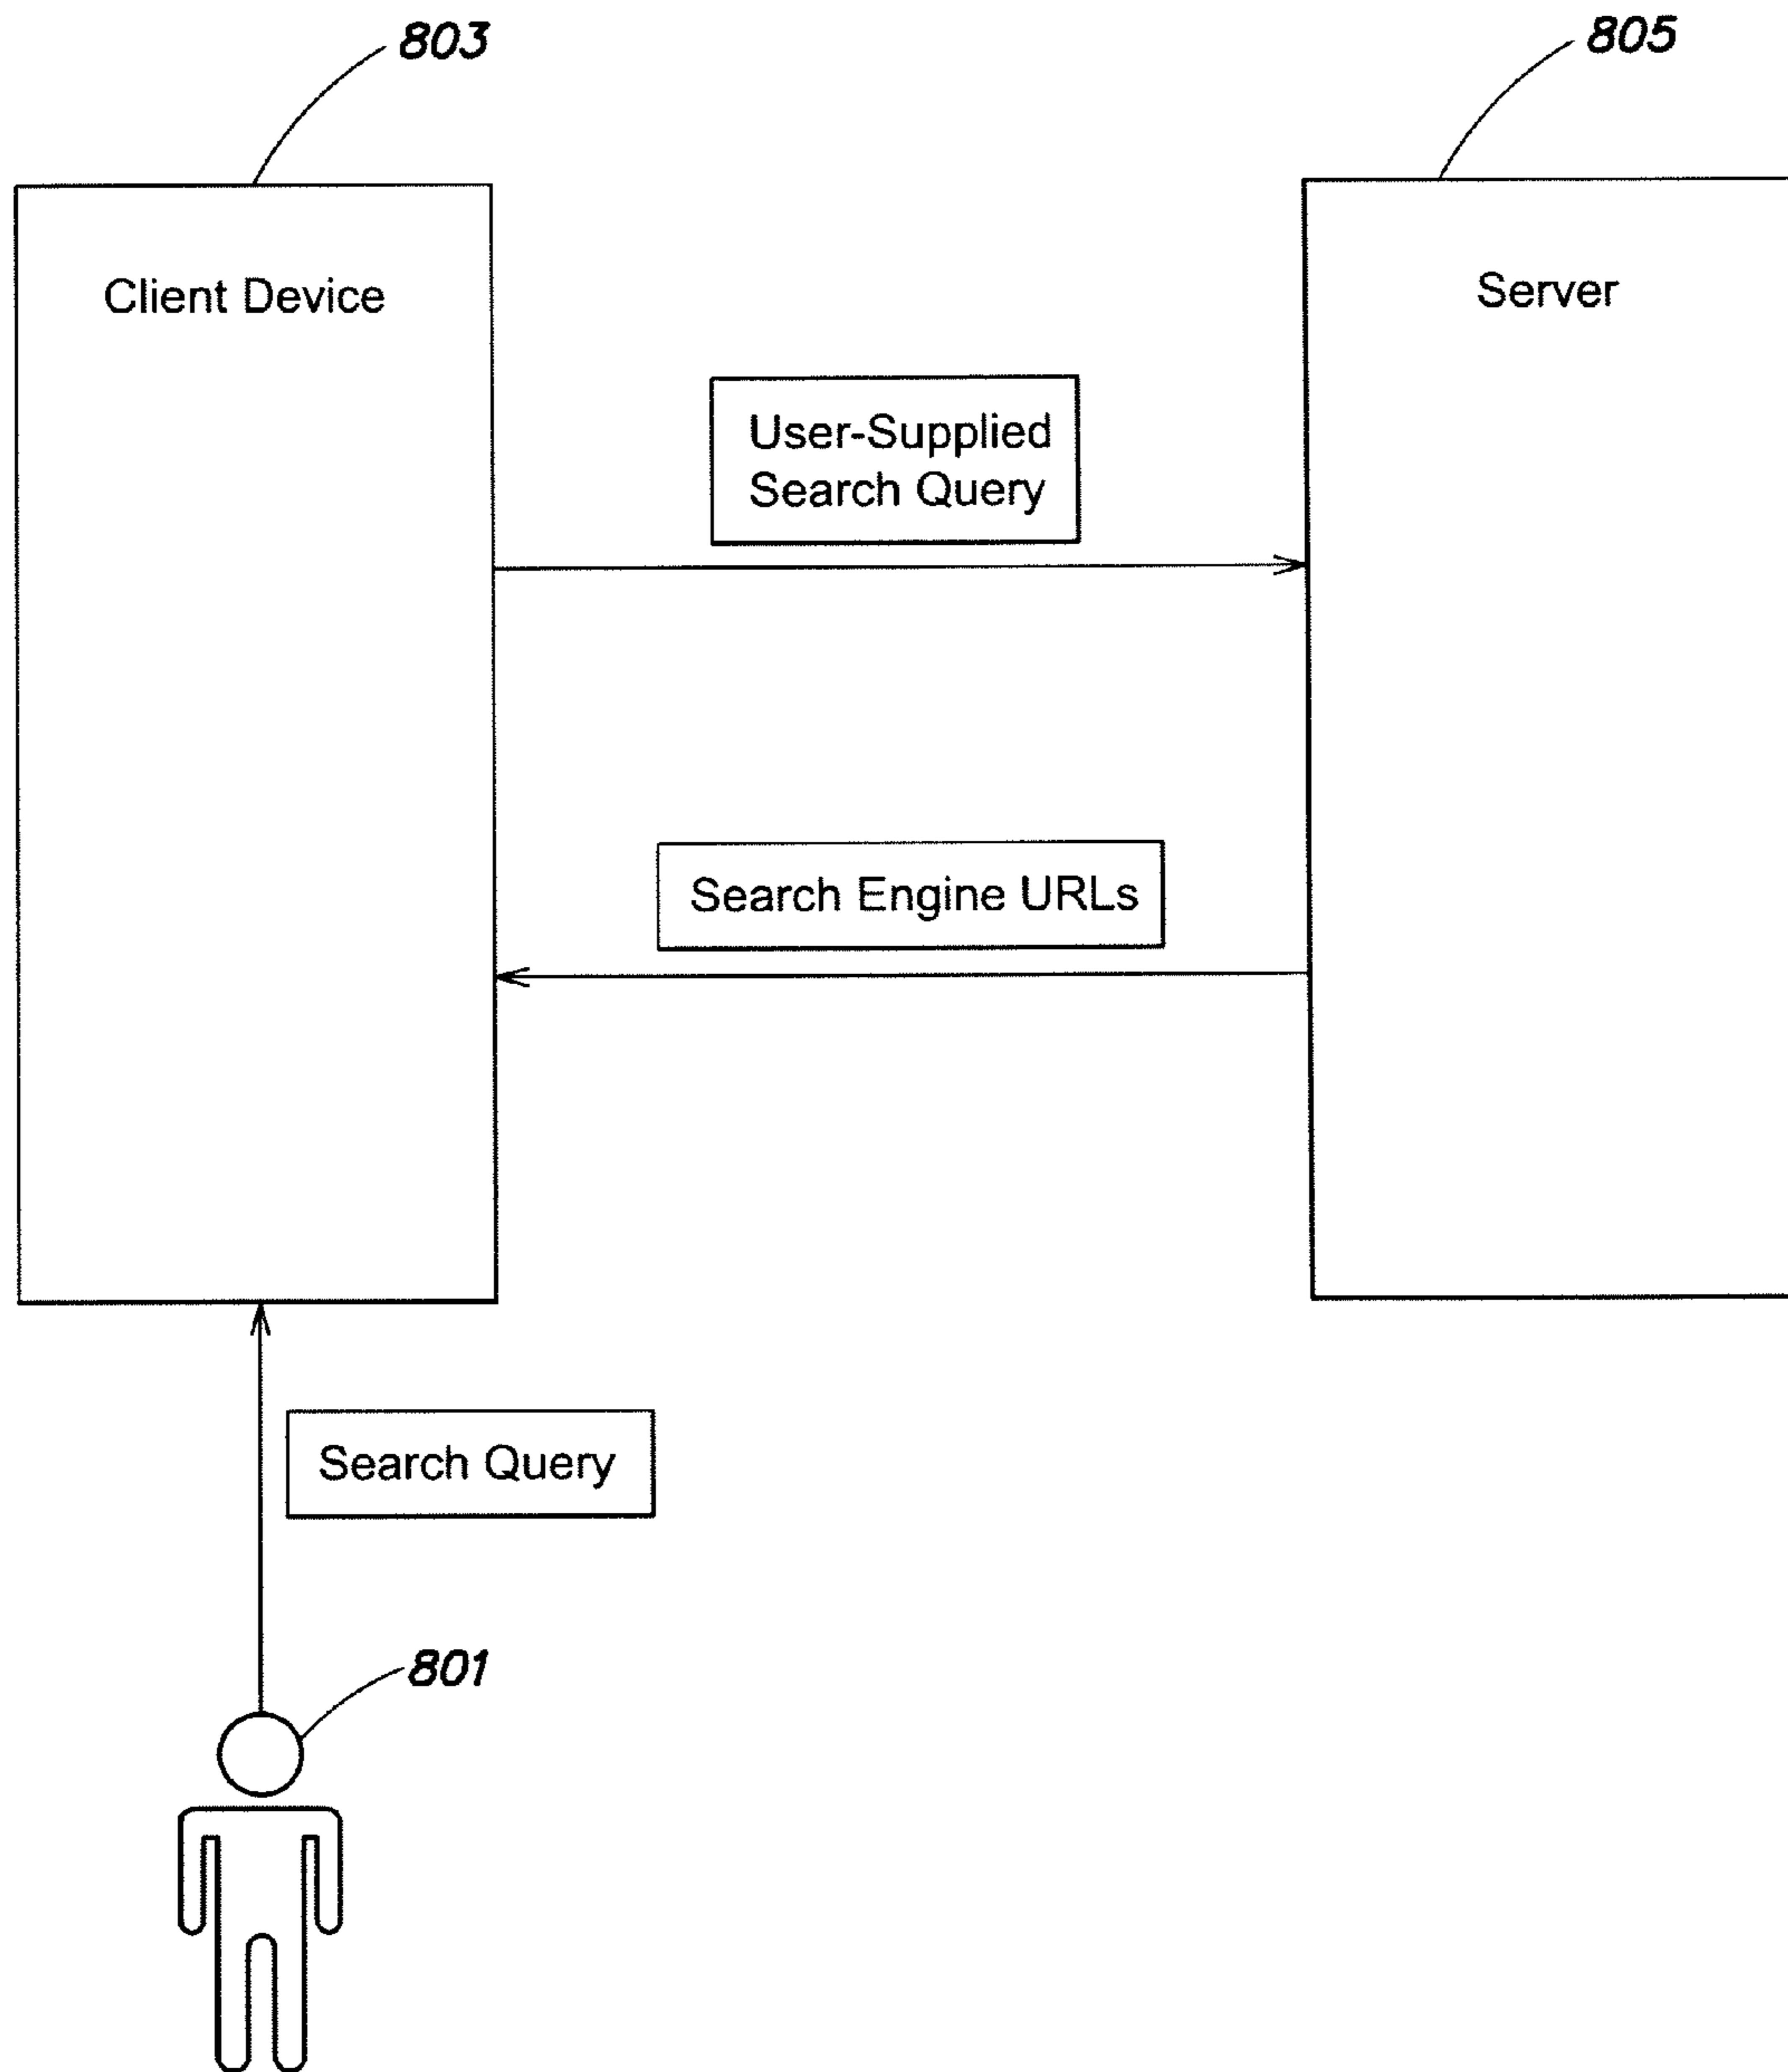 803
805
Client Device
Server
User-Supplied
Search Query
Search Engine URLs
Search Query
801